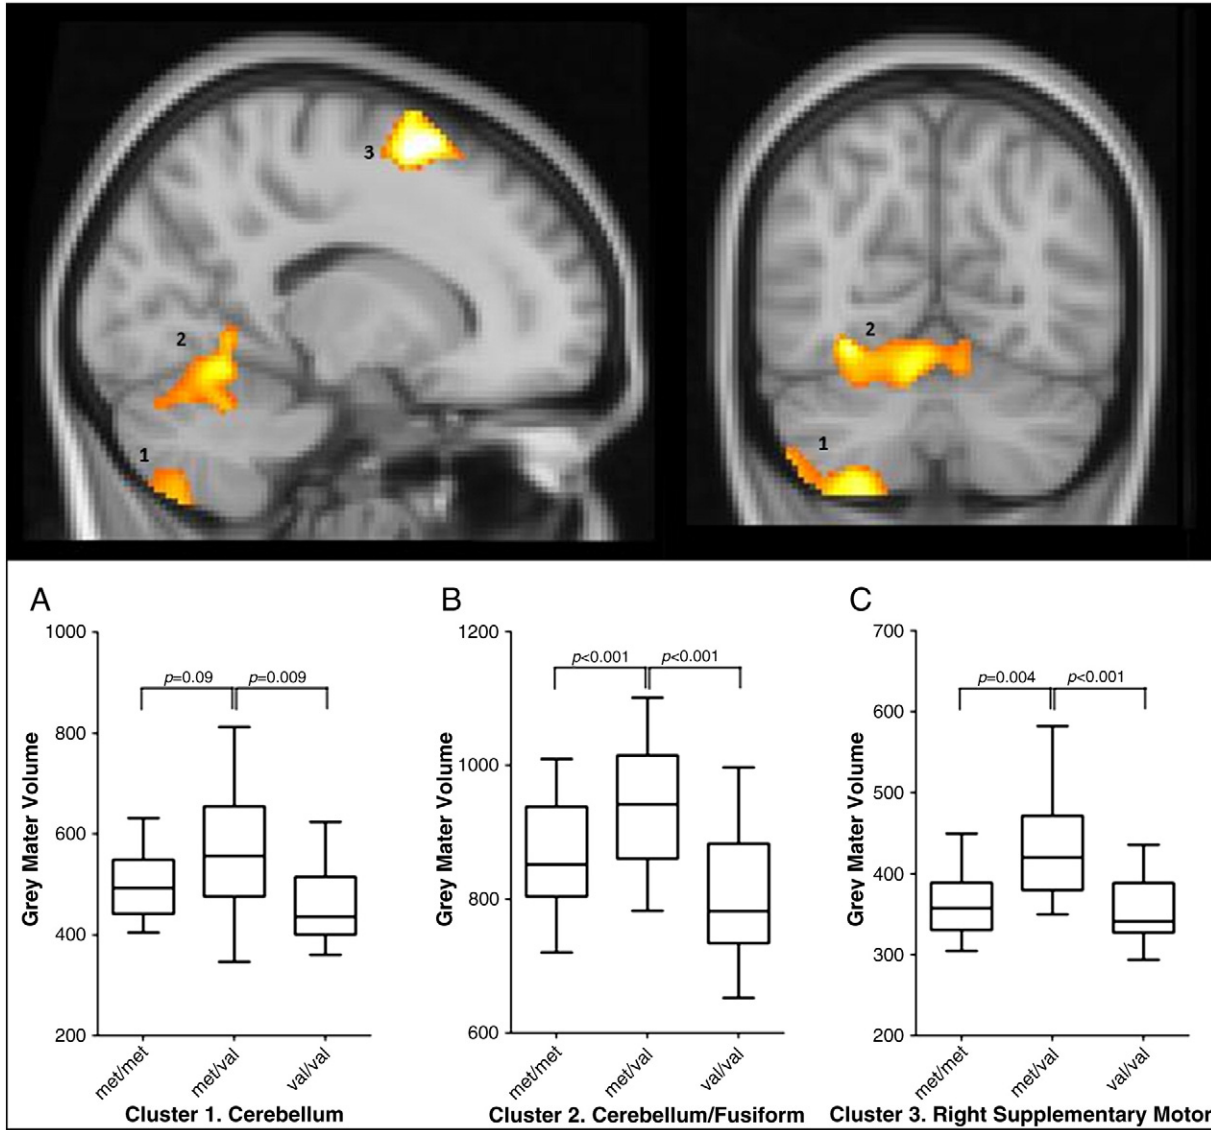 3
2
1
2
1
A
B
C
1000
800
600
400
200
Grey Mater Volume
p=0.09
p=0.009
met/met
met/val
val/val
Cluster 1. Cerebellum
1200
1000
800
600
Grey Mater Volume
p<0.001
p<0.001
met/met
met/val
val/val
Cluster 2. Cerebellum/Fusiform
700
600
500
400
300
200
Grey Mater Volume
p=0.004
p<0.001
met/met
met/val
val/val
Cluster 3. Right Supplementary Motor